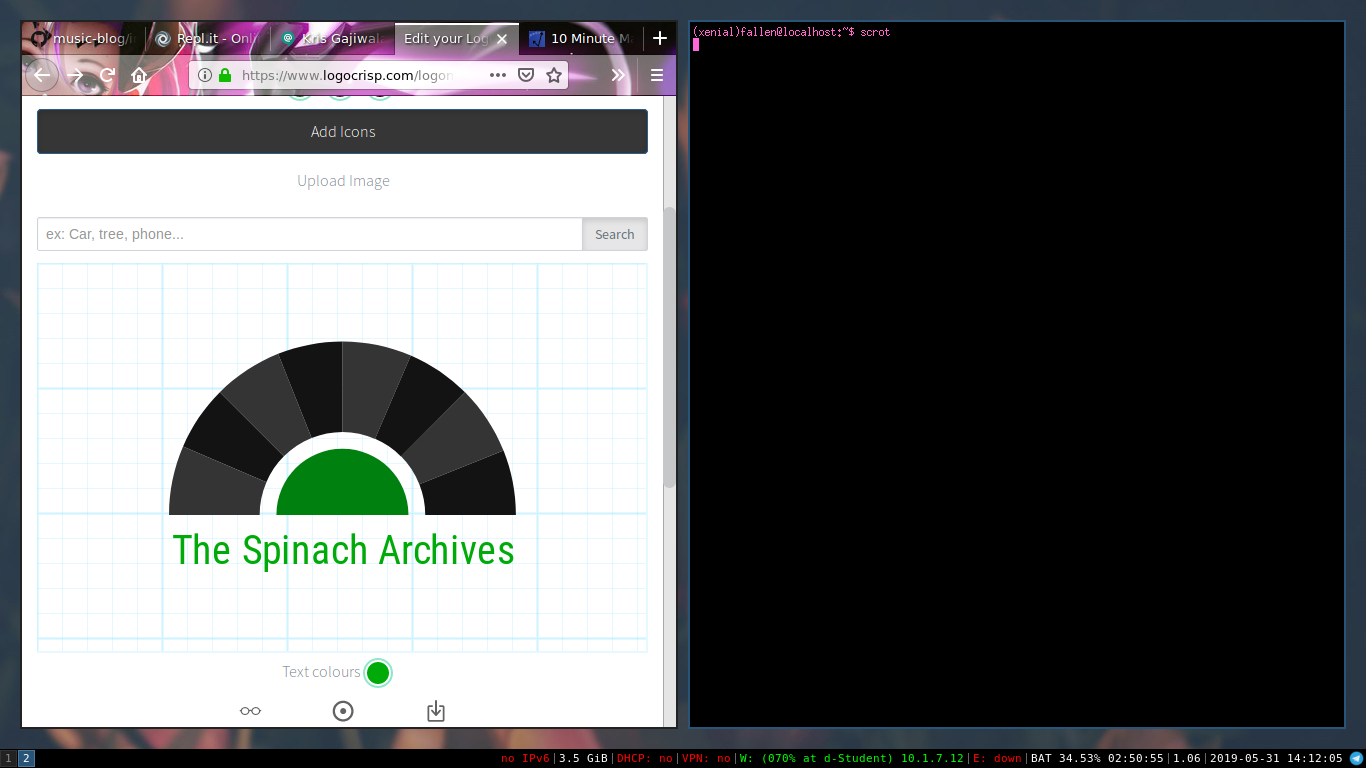 music-blog/i
Repl.it - Onl
Kris Gajiwal
Edit your Log
10 Minute M
https://www.logocrisp.com/logom
Add Icons
Upload Image
ex: Car, tree, phone...
Search
The Spinach Archives
Text colours
(xenial)fallen@localhost:~$ scrot
1 2
no IPv6|3.5 GiB|DHCP: no|VPN: no|W: (070% at d-Student) 10.1.7.12|E: down|BAT 34.53% 02:50:55|1.06|2019-05-31 14:12:05